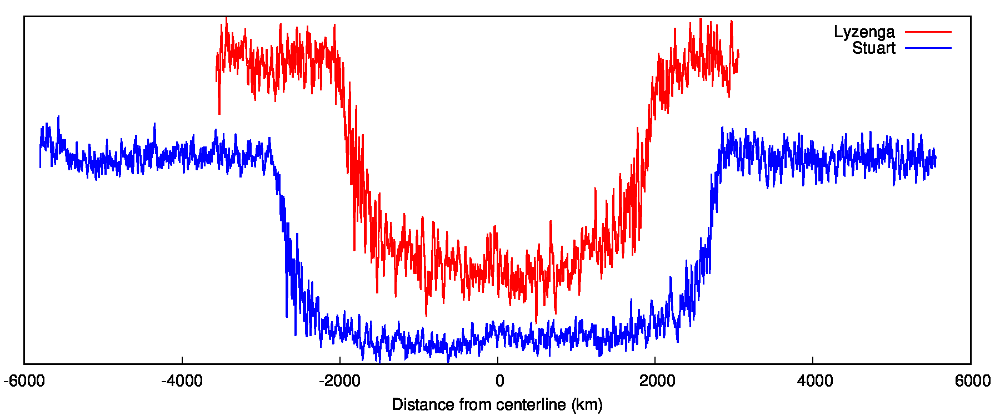 Lyzenga
Stuart
-6000 -4000 -2000 0 2000 4000 6000
Distance from centerline (km)